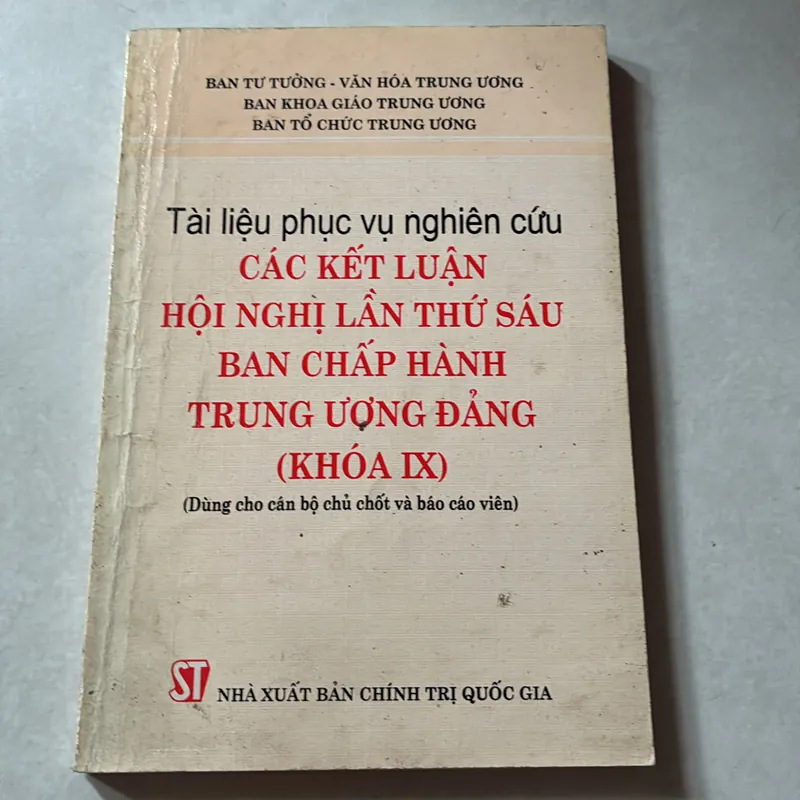 BAN TƯ TƯỞNG - VĂN HÓA TRUNG ƯƠNG
BAN KHOA GIÁO TRUNG ƯƠNG
BAN TỔ CHỨC TRUNG ƯƠNG
Tài liệu phục vụ nghiên cứu
CÁC KẾT LUẬN
HỘI NGHỊ LẦN THỨ SÁU
BAN CHẤP HÀNH
TRUNG ƯƠNG ĐẢNG
(KHÓA IX)
(Dùng cho cán bộ chủ chốt và báo cáo viên)
ST NHÀ XUẤT BẢN CHÍNH TRỊ QUỐC GIA